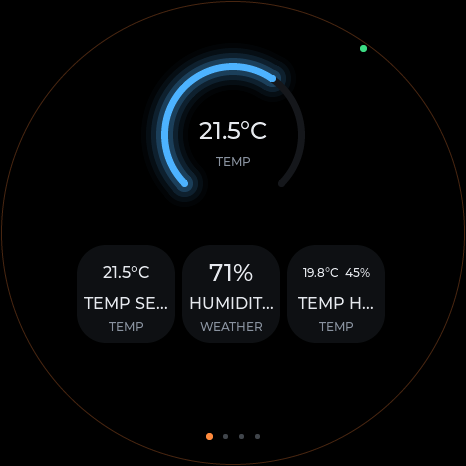 21.5°C
TEMP
21.5°C
TEMP SE...
TEMP
71%
HUMIDIT...
WEATHER
19.8°C 45%
TEMP H...
TEMP